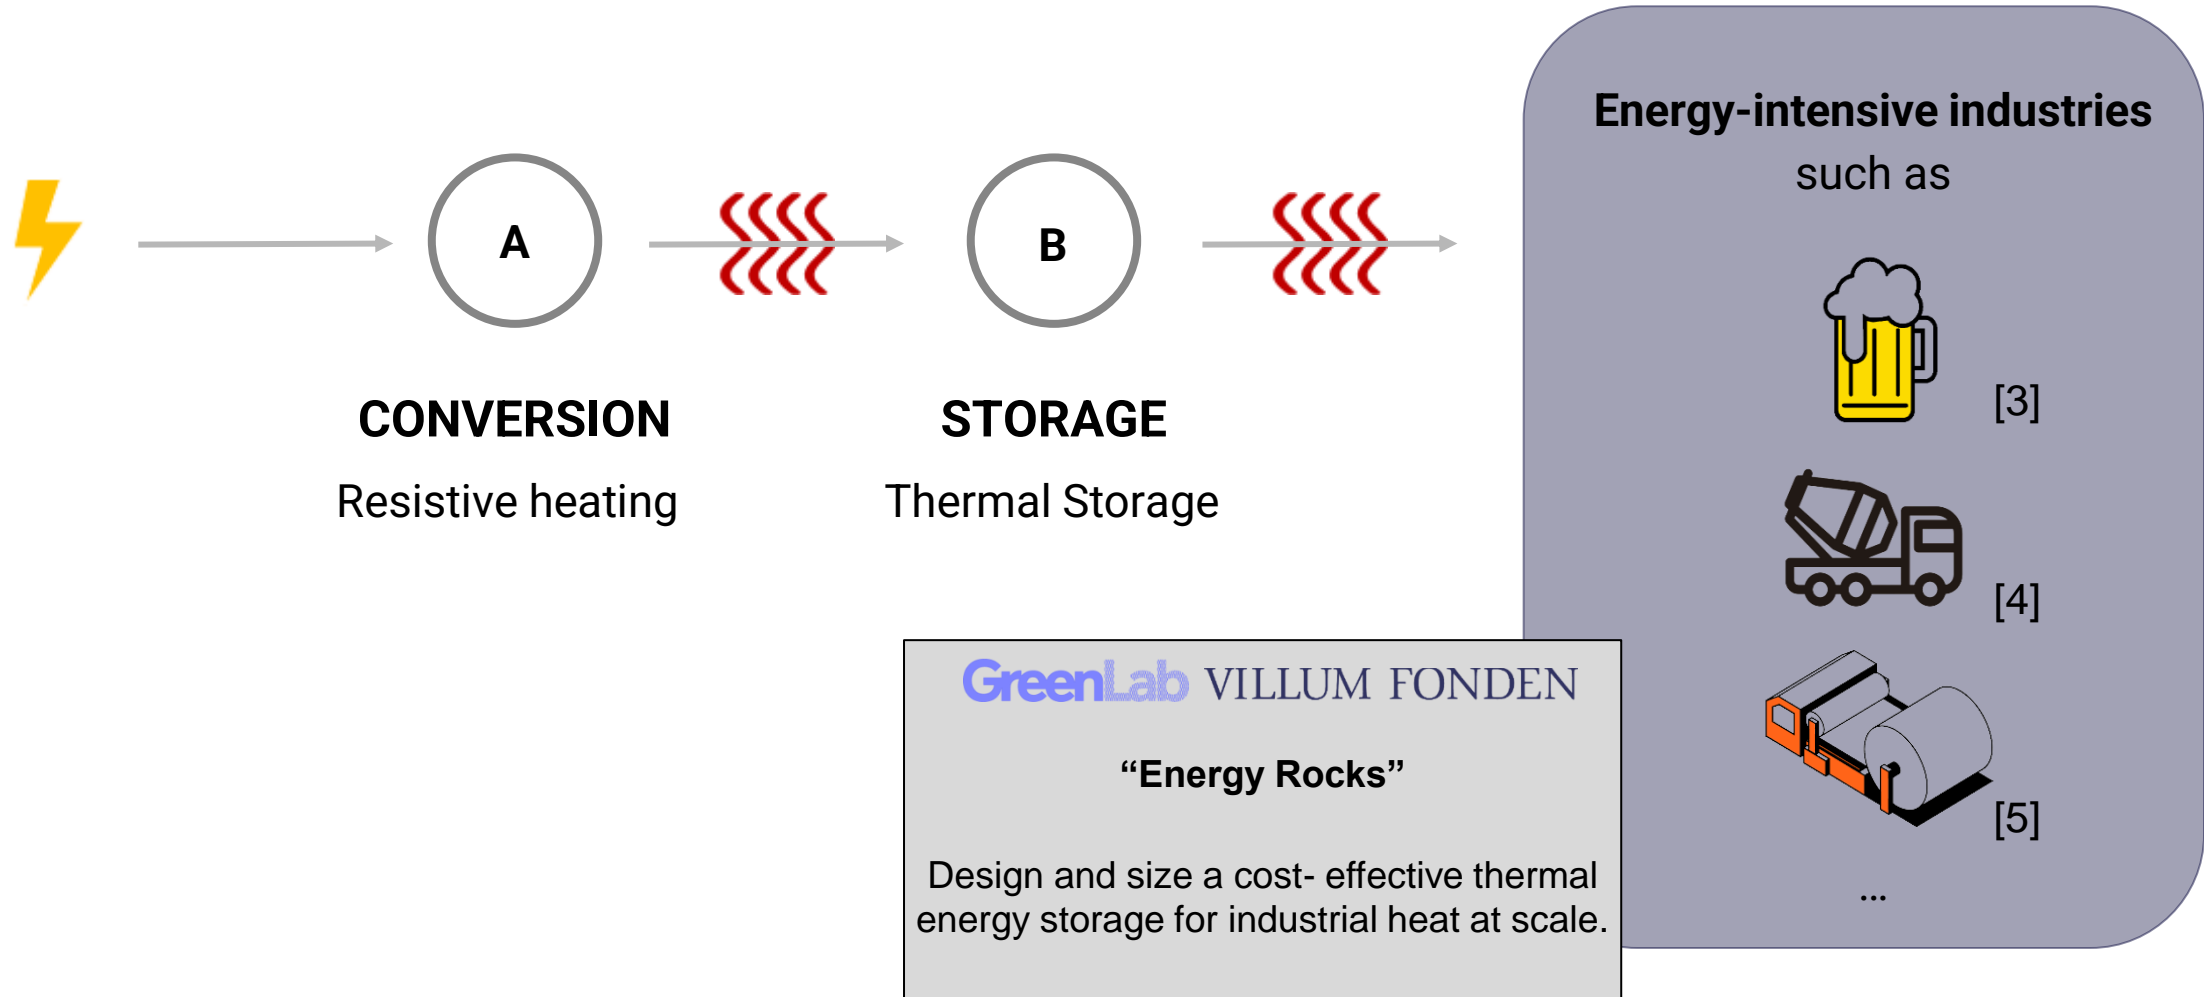 Energy-intensive industries
such as
A
B
CONVERSION
Resistive heating
STORAGE
Thermal Storage
[3]
[4]
[5]
...
GreenLab VILLUM FONDEN
“Energy Rocks”
Design and size a cost- effective thermal
energy storage for industrial heat at scale.